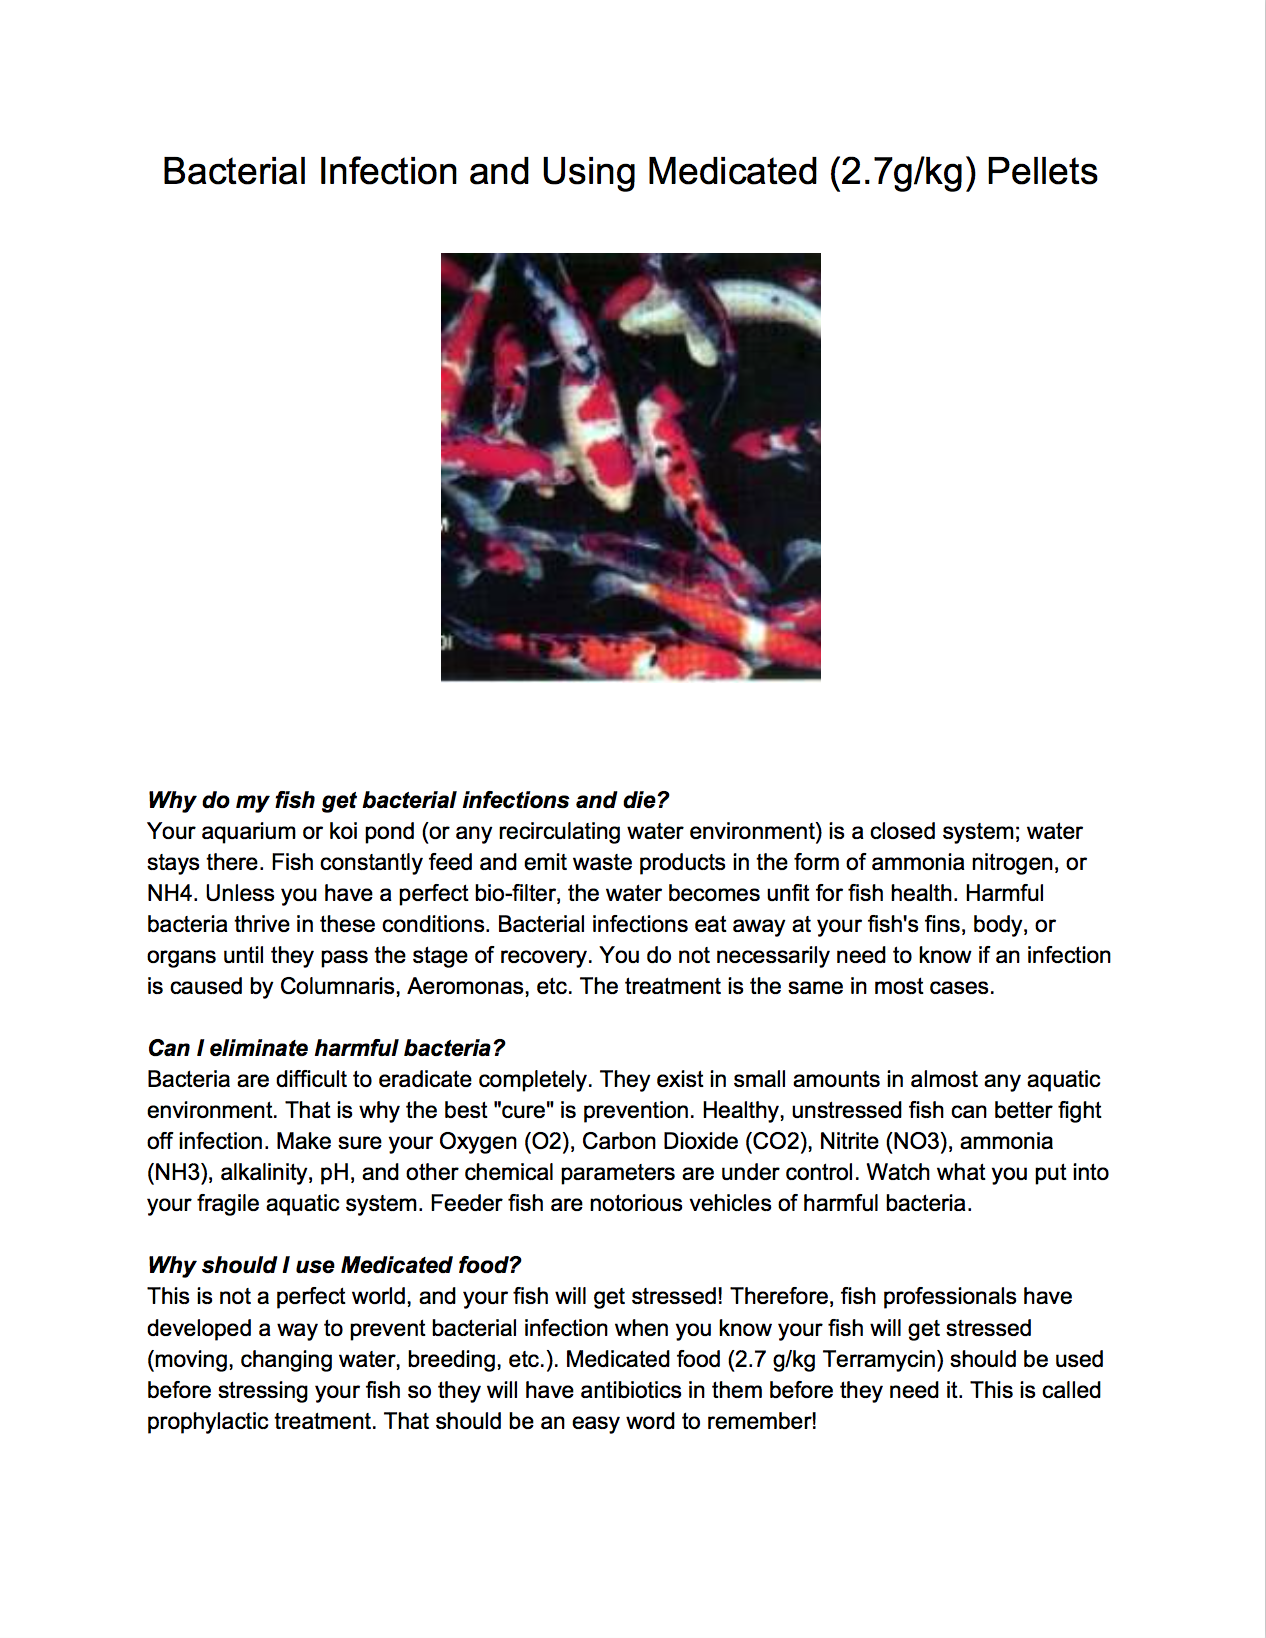 Bacterial Infection and Using Medicated (2.7g/kg) Pellets
Why do my fish get bacterial infections and die?
Your aquarium or koi pond (or any recirculating water environment) is a closed system; water
stays there. Fish constantly feed and emit waste products in the form of ammonia nitrogen, or
NH4. Unless you have a perfect bio-filter, the water becomes unfit for fish health. Harmful
bacteria thrive in these conditions. Bacterial infections eat away at your fish's fins, body, or
organs until they pass the stage of recovery. You do not necessarily need to know if an infection
is caused by Columnaris, Aeromonas, etc. The treatment is the same in most cases.
Can I eliminate harmful bacteria?
Bacteria are difficult to eradicate completely. They exist in small amounts in almost any aquatic
environment. That is why the best "cure" is prevention. Healthy, unstressed fish can better fight
off infection. Make sure your Oxygen (O2), Carbon Dioxide (CO2), Nitrite (NO3), ammonia
(NH3), alkalinity, pH, and other chemical parameters are under control. Watch what you put into
your fragile aquatic system. Feeder fish are notorious vehicles of harmful bacteria.
Why should I use Medicated food?
This is not a perfect world, and your fish will get stressed! Therefore, fish professionals have
developed a way to prevent bacterial infection when you know your fish will get stressed
(moving, changing water, breeding, etc.). Medicated food (2.7 g/kg Terramycin) should be used
before stressing your fish so they will have antibiotics in them before they need it. This is called
prophylactic treatment. That should be an easy word to remember!